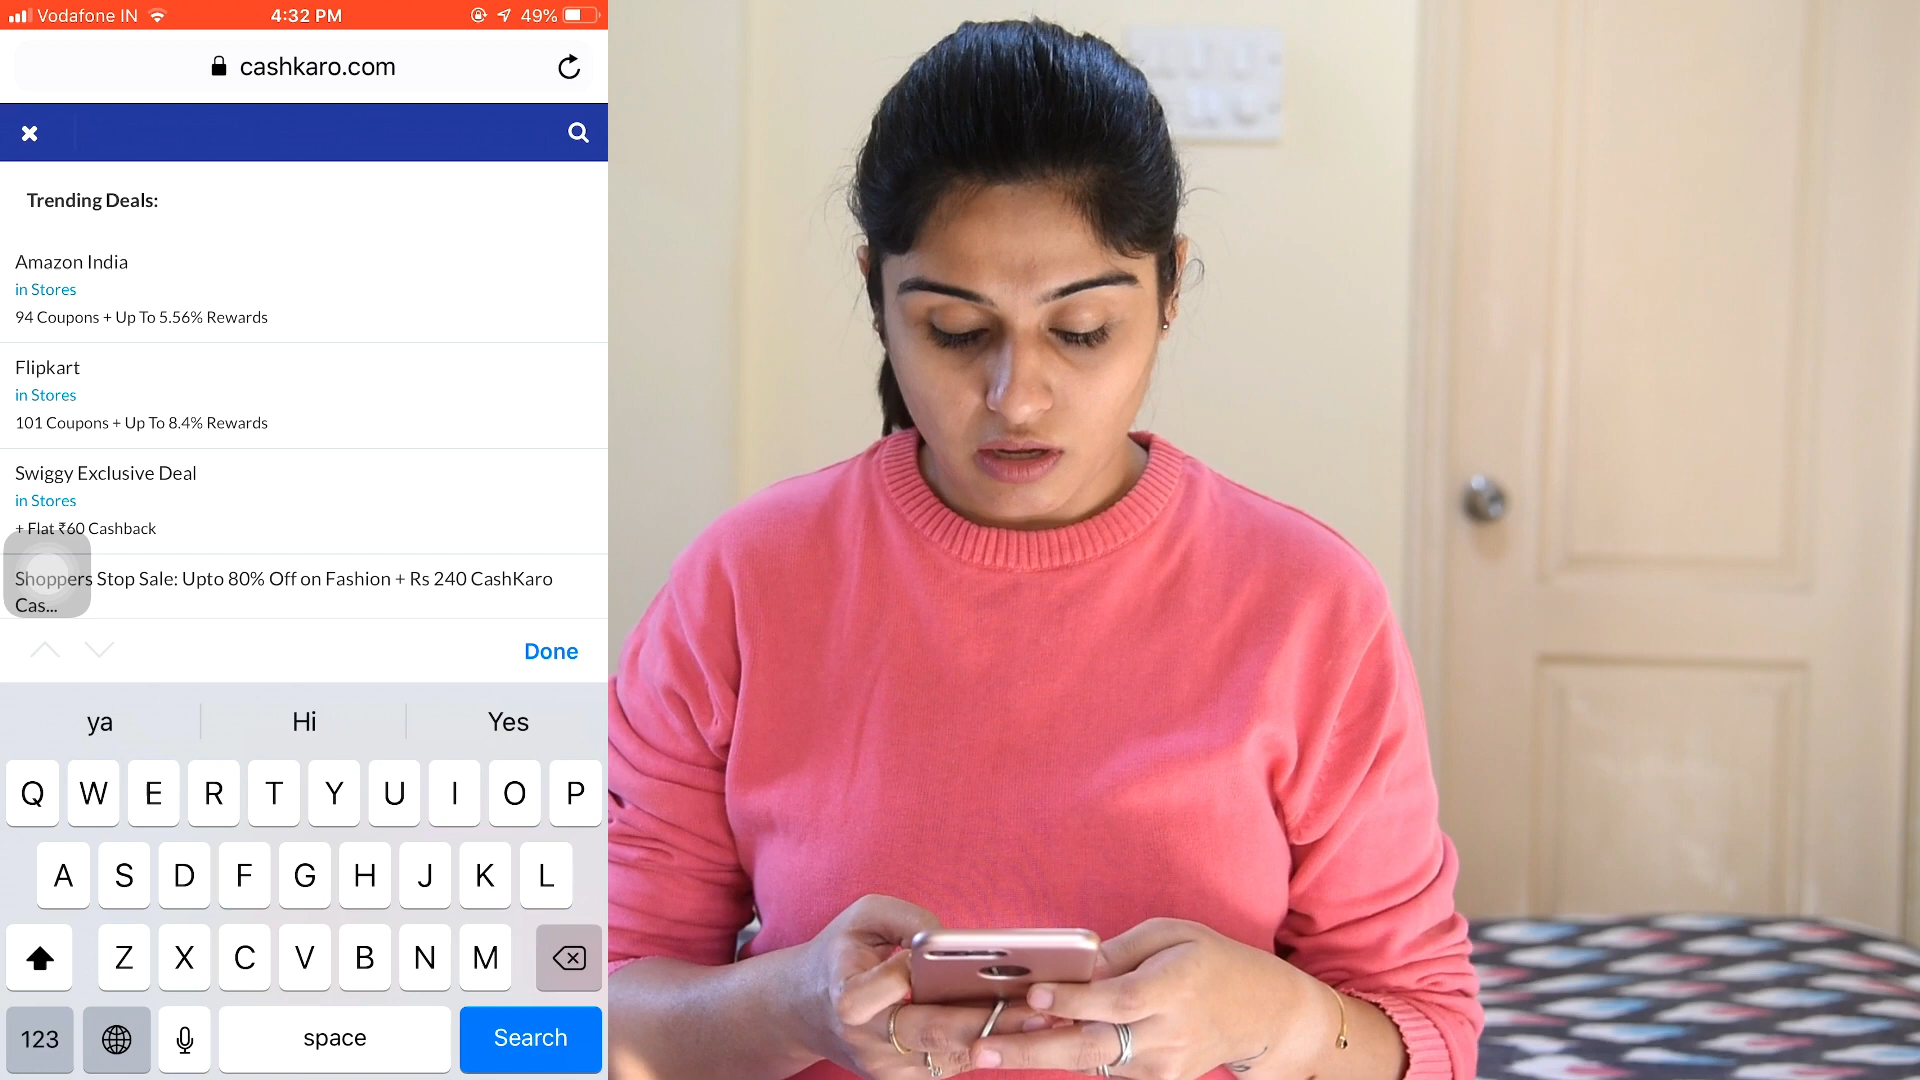 Vodafone IN 4:32 PM 49%
cashkaro.com
Trending Deals:
Amazon India
in Stores
94 Coupons + Up To 5.56% Rewards
Flipkart
in Stores
101 Coupons + Up To 8.4% Rewards
Swiggy Exclusive Deal
in Stores
+ Flat ₹60 Cashback
Shoppers Stop Sale: Upto 80% Off on Fashion + Rs 240 CashKaro
Cas...
Done
ya Hi Yes
Q W E R T Y U I O P
A S D F G H J K L
Z X C V B N M
123 space Search